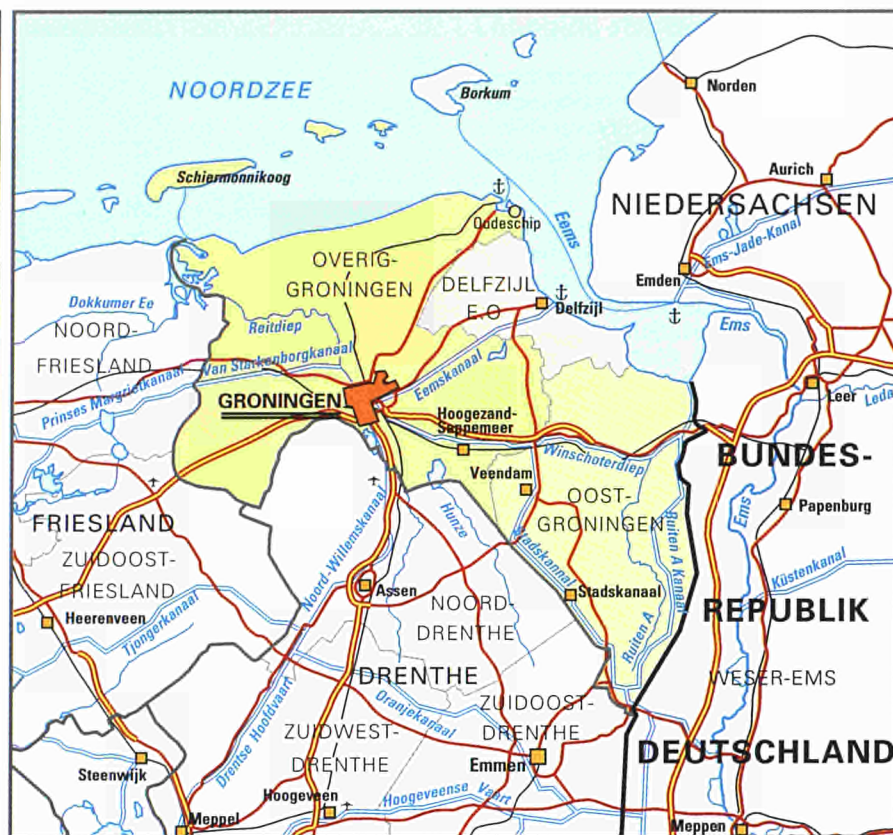 NOORDZEE
Borkum
Norden
Schiermonnikoog
Aurich
NIEDERSACHSEN
Oudeschip
Eems
Ems-Jade-Kanal
OVERIG-
GRONINGEN
DELFZIJL
E.O
Emden
Delfzijl
Dokkumer Ee
Reitdiep
NOORD-
FRIESLAND
Ems
Van Starkenborgkanaal
Eemskanaal
Prinses Margrietkanaal
GRONINGEN
Leer
Leda
Hoogezand-
Sappemeer
Winschoterdiep
BUNDES-
Veendam
OOST-
GRONINGEN
Papenburg
Ems
FRIESLAND
ZUIDOOST-
FRIESLAND
Hunze
Noord-Willemskanaal
Stadskannal
Ruiten A Kanaal
Küstenkanal
Assen
Stadskanaal
NOORD-
DRENTHE
REPUBLIK
Heerenveen
Tjongerkanaal
Ruiten A
DRENTHE
WESER-EMS
Oranjekanaal
ZUIDOOST-
DRENTHE
Drentse Hoofdvaart
ZUIDWEST-
DRENTHE
DEUTSCHLAND
Steenwijk
Emmen
Hoogeveen
Hoogeveense Vaart
Meppel
Meppen